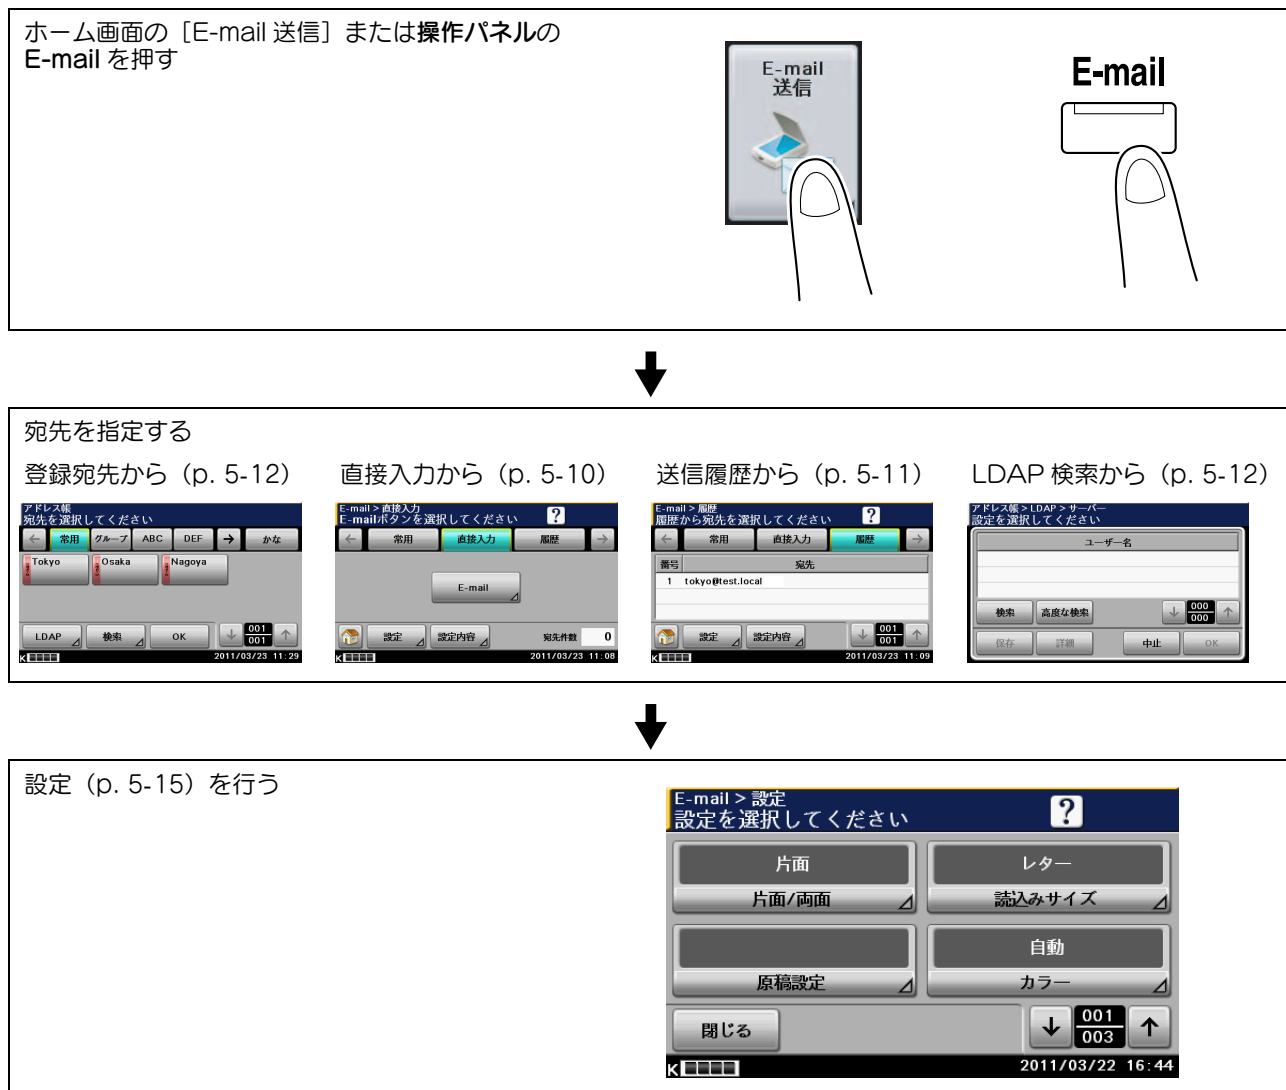 ホーム画面の［E-mail 送信］または操作パネルの
E-mail を押す
E-mail
送信
E-mail
宛先を指定する
登録宛先から（p. 5-12）
直接入力から（p. 5-10）
送信履歴から（p. 5-11）
LDAP 検索から（p. 5-12）
アドレス帳
宛先を選択してください
← 常用 グループ ABC DEF → かな
Tokyo Osaka Nagoya
LDAP 検索 OK ↓ 001/001 ↑
K 2011/03/23 11:29
E-mail > 直接入力
E-mailボタンを選択してください ?
← 常用 直接入力 履歴 →
E-mail
設定 設定内容 宛先件数 0
K 2011/03/23 11:08
E-mail > 履歴
履歴から宛先を選択してください ?
← 常用 直接入力 履歴 →
番号 宛先
1 tokyo@test.local
設定 設定内容 ↓ 001/001 ↑
K 2011/03/23 11:09
アドレス帳 > LDAP > サーバー
設定を選択してください
ユーザー名
検索 高度な検索 ↓ 000/000 ↑
保存 詳細 中止 OK
設定（p. 5-15）を行う
E-mail > 設定
設定を選択してください ?
片面 レター
片面/両面 読込みサイズ
自動
原稿設定 カラー
閉じる ↓ 001/003 ↑
K 2011/03/22 16:44